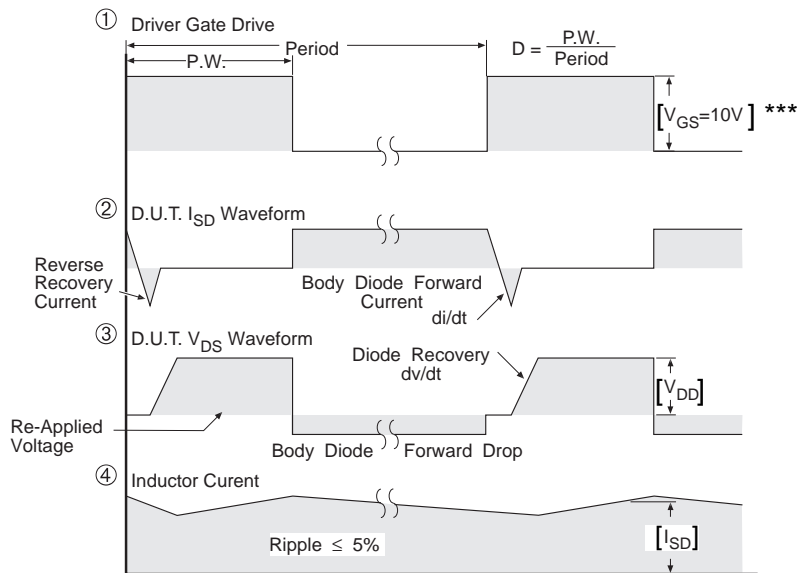 ① Driver Gate Drive
P.W.
Period
D = P.W.
Period
[VGS=10V] ***
② D.U.T. ISD Waveform
Reverse
Recovery
Current
Body Diode Forward
Current
di/dt
③ D.U.T. VDS Waveform
Diode Recovery
dv/dt
[VDD]
Re-Applied
Voltage
Body Diode Forward Drop
④ Inductor Curent
Ripple ≤ 5%
[ISD]